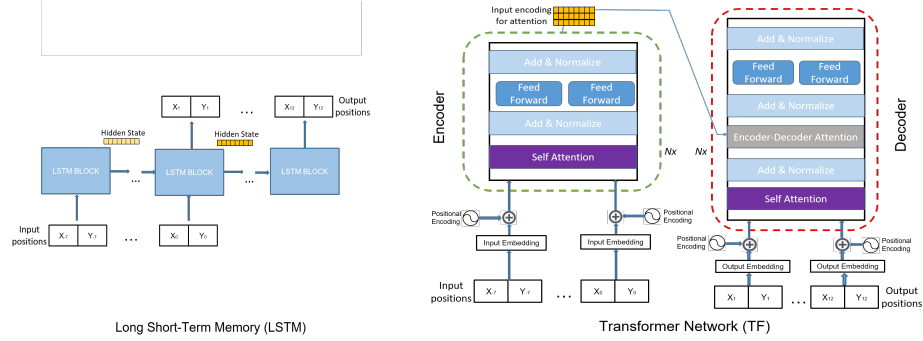 X₁ Y₁ ... X₁₂ Y₁₂ Output positions
Hidden State
Hidden State
LSTM BLOCK ... LSTM BLOCK ... LSTM BLOCK
Input positions X-₇ Y-₇ ... X₀ Y₀
Long Short-Term Memory (LSTM)
Input encoding
for attention
Encoder
Add & Normalize
Feed Forward Feed Forward
Add & Normalize
Self Attention
Nx
Positional Encoding + + Positional Encoding
Input Embedding Input Embedding
Input positions X-₇ Y-₇ ... X₀ Y₀
Decoder
Add & Normalize
Feed Forward Feed Forward
Add & Normalize
Encoder-Decoder Attention
Nx
Add & Normalize
Self Attention
Positional Encoding + + Positional Encoding
Output Embedding Output Embedding
X₁ Y₁ ... X₁₂ Y₁₂ Output positions
Transformer Network (TF)